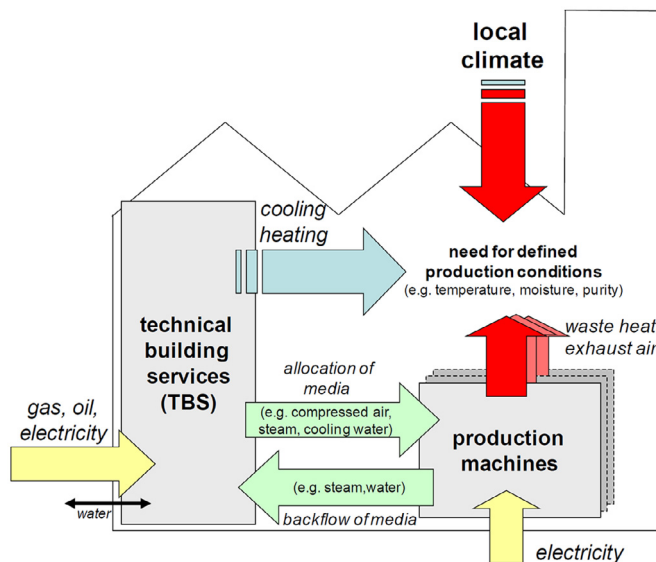 local
climate
cooling
heating
need for defined
production conditions
(e.g. temperature, moisture, purity)
technical
building
services
(TBS)
waste heat
exhaust air
allocation of
media
(e.g. compressed air,
steam, cooling water)
gas, oil,
electricity
production
machines
(e.g. steam,water)
water
backflow of media
electricity